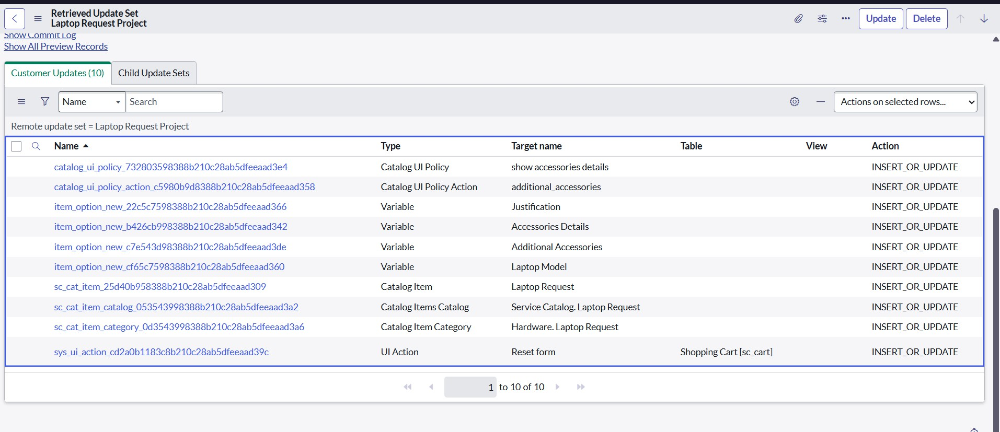 Retrieved Update Set
Laptop Request Project
Update Delete
Show Commit Log
Show All Preview Records
Customer Updates (10) Child Update Sets
Name Search Actions on selected rows...
Remote update set = Laptop Request Project
Name Type Target name Table View Action
catalog_ui_policy_732803598388b210c28ab5dfeeaad3e4 Catalog UI Policy show accessories details INSERT_OR_UPDATE
catalog_ui_policy_action_c5980b9d8388b210c28ab5dfeeaad358 Catalog UI Policy Action additional_accessories INSERT_OR_UPDATE
item_option_new_22c5c7598388b210c28ab5dfeeaad366 Variable Justification INSERT_OR_UPDATE
item_option_new_b426cb998388b210c28ab5dfeeaad342 Variable Accessories Details INSERT_OR_UPDATE
item_option_new_c7e543d98388b210c28ab5dfeeaad3de Variable Additional Accessories INSERT_OR_UPDATE
item_option_new_cf65c7598388b210c28ab5dfeeaad360 Variable Laptop Model INSERT_OR_UPDATE
sc_cat_item_25d40b958388b210c28ab5dfeeaad309 Catalog Item Laptop Request INSERT_OR_UPDATE
sc_cat_item_catalog_053543998388b210c28ab5dfeeaad3a2 Catalog Items Catalog Service Catalog. Laptop Request INSERT_OR_UPDATE
sc_cat_item_category_0d3543998388b210c28ab5dfeeaad3a6 Catalog Item Category Hardware. Laptop Request INSERT_OR_UPDATE
sys_ui_action_cd2a0b1183c8b210c28ab5dfeeaad39c UI Action Reset form Shopping Cart [sc_cart] INSERT_OR_UPDATE
1 to 10 of 10